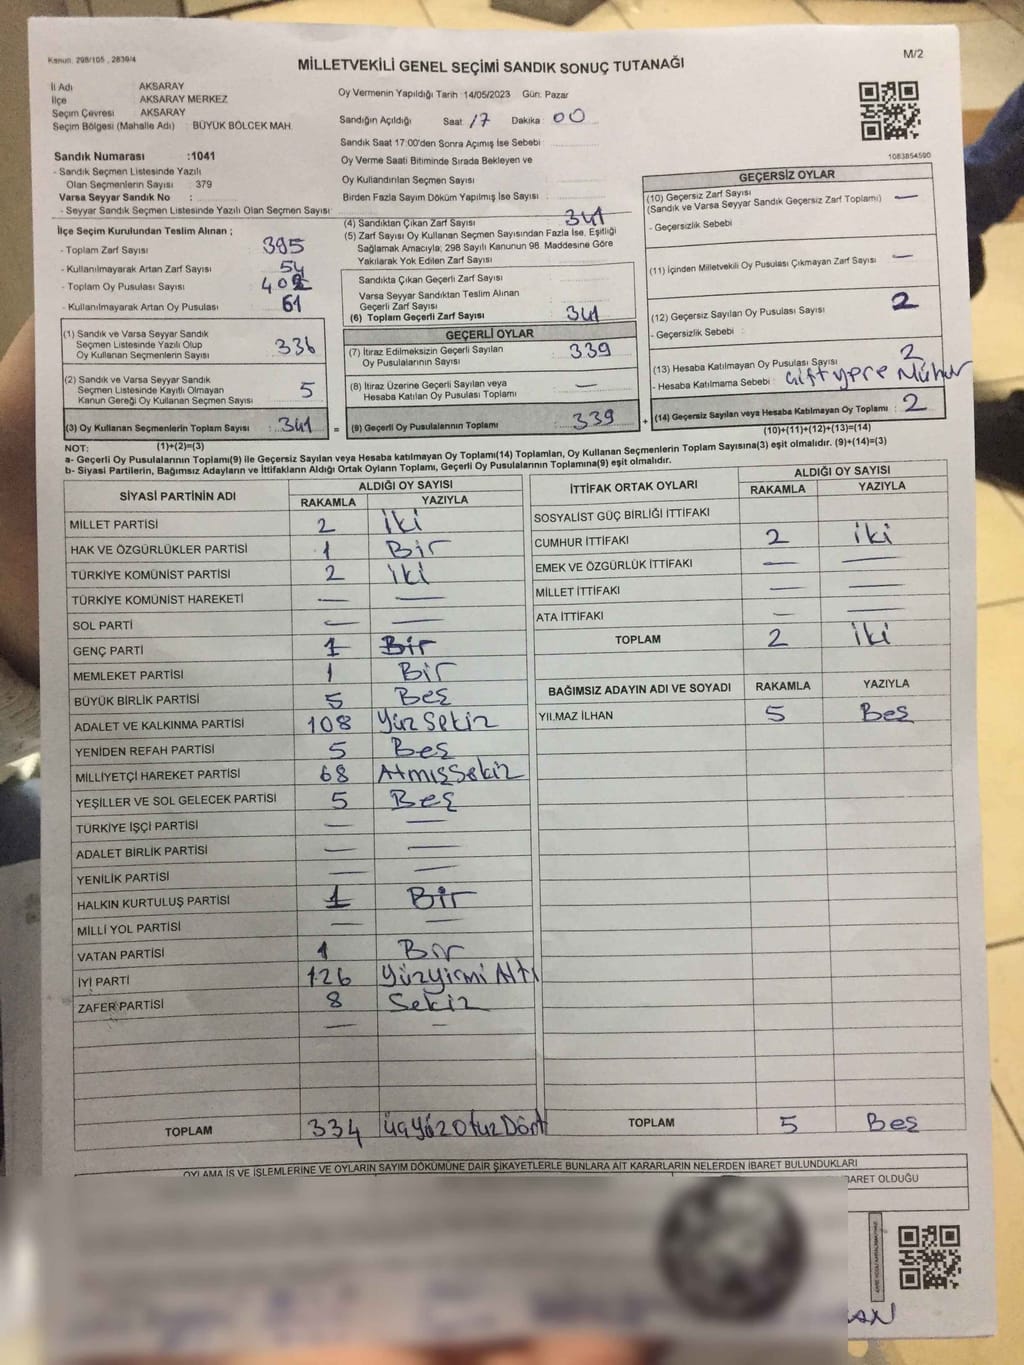 Kanun: 298/105 , 2839/4
M/2
MİLLETVEKİLİ GENEL SEÇİMİ SANDIK SONUÇ TUTANAĞI
İl Adı AKSARAY
İlçe AKSARAY MERKEZ
Seçim Çevresi AKSARAY
Seçim Bölgesi (Mahalle Adı) : BÜYÜK BÖLCEK MAH.
Sandık Numarası :1041
- Sandık Seçmen Listesinde Yazılı
Olan Seçmenlerin Sayısı : 379
Varsa Seyyar Sandık No :
- Seyyar Sandık Seçmen Listesinde Yazılı Olan Seçmen Sayısı:
Oy Vermenin Yapıldığı Tarih 14/05/2023 Gün: Pazar
Sandığın Açıldığı Saat 17 Dakika 00
Sandık Saat 17:00'den Sonra Açımış İse Sebebi
Oy Verme Saati Bitiminde Sırada Bekleyen ve
Oy Kullandırılan Seçmen Sayısı
Birden Fazla Sayım Döküm Yapılmış İse Sayısı :
1083854590
İlçe Seçim Kurulundan Teslim Alınan ;
- Toplam Zarf Sayısı 395
- Kullanılmayarak Artan Zarf Sayısı 54
- Toplam Oy Pusulası Sayısı : 402
- Kullanılmayarak Artan Oy Pusulası : 61
(1) Sandık ve Varsa Seyyar Sandık
Seçmen Listesinde Yazılı Olup
Oy Kullanan Seçmenlerin Sayısı 336
(2) Sandık ve Varsa Seyyar Sandık
Seçmen Listesinde Kayıtlı Olmayan
Kanun Gereği Oy Kullanan Seçmen Sayısı 5
(3) Oy Kullanan Seçmenlerin Toplam Sayısı : 341 =
(4) Sandıktan Çıkan Zarf Sayısı 341
(5) Zarf Sayısı Oy Kullanan Seçmen Sayısından Fazla İse, Eşitliği
Sağlamak Amacıyla; 298 Sayılı Kanunun 98. Maddesine Göre
Yakılarak Yok Edilen Zarf Sayısı
Sandıkta Çıkan Geçerli Zarf Sayısı
Varsa Seyyar Sandıktan Teslim Alınan
Geçerli Zarf Sayısı
(6) Toplam Geçerli Zarf Sayısı 341
GEÇERLİ OYLAR
(7) İtiraz Edilmeksizin Geçerli Sayılan
Oy Pusulalarının Sayısı 339
(8) İtiraz Üzerine Geçerli Sayılan veya
Hesaba Katılan Oy Pusulası Toplamı —
(9) Geçerli Oy Pusulalarının Toplamı 339 +
GEÇERSİZ OYLAR
(10) Geçersiz Zarf Sayısı —
(Sandık ve Varsa Seyyar Sandık Geçersiz Zarf Toplamı)
- Geçersizlik Sebebi
(11) İçinden Milletvekili Oy Pusulası Çıkmayan Zarf Sayısı —
(12) Geçersiz Sayılan Oy Pusulası Sayısı 2
- Geçersizlik Sebebi :
(13) Hesaba Katılmayan Oy Pusulası Sayısı 2
- Hesaba Katılmama Sebebi : Çift yere Mühür
(14) Geçersiz Sayılan veya Hesaba Katılmayan Oy Toplamı : 2
NOT: (1)+(2)=(3) (10)+(11)+(12)+(13)=(14)
a- Geçerli Oy Pusulalarının Toplamı(9) ile Geçersiz Sayılan veya Hesaba katılmayan Oy Toplamı(14) Toplamları, Oy Kullanan Seçmenlerin Toplam Sayısına(3) eşit olmalıdır. (9)+(14)=(3)
b- Siyasi Partilerin, Bağımsız Adayların ve İttifakların Aldığı Ortak Oyların Toplamı, Geçerli Oy Pusulalarının Toplamına(9) eşit olmalıdır.
SİYASİ PARTİNİN ADI ALDIĞI OY SAYISI
RAKAMLA YAZIYLA
MİLLET PARTİSİ 2 iki
HAK VE ÖZGÜRLÜKLER PARTİSİ 1 Bir
TÜRKİYE KOMÜNİST PARTİSİ 2 iki
TÜRKİYE KOMÜNİST HAREKETİ — —
SOL PARTİ — —
GENÇ PARTİ 1 Bir
MEMLEKET PARTİSİ 1 Bir
BÜYÜK BİRLİK PARTİSİ 5 Beş
ADALET VE KALKINMA PARTİSİ 108 Yüz Sekiz
YENİDEN REFAH PARTİSİ 5 Beş
MİLLİYETÇİ HAREKET PARTİSİ 68 Atmış Sekiz
YEŞİLLER VE SOL GELECEK PARTİSİ 5 Beş
TÜRKİYE İŞÇİ PARTİSİ — —
ADALET BİRLİK PARTİSİ — —
YENİLİK PARTİSİ — —
HALKIN KURTULUŞ PARTİSİ 1 Bir
MİLLİ YOL PARTİSİ — —
VATAN PARTİSİ 1 Bir
İYİ PARTİ 126 Yüzyirmi Altı
ZAFER PARTİSİ 8 Sekiz
— —
TOPLAM 334 üçYüz Otuz Dört
İTTİFAK ORTAK OYLARI ALDIĞI OY SAYISI
RAKAMLA YAZIYLA
SOSYALİST GÜÇ BİRLİĞİ İTTİFAKI
CUMHUR İTTİFAKI 2 iki
EMEK VE ÖZGÜRLÜK İTTİFAKI — —
MİLLET İTTİFAKI — —
ATA İTTİFAKI — —
TOPLAM 2 iki
BAĞIMSIZ ADAYIN ADI VE SOYADI RAKAMLA YAZIYLA
YILMAZ İLHAN 5 Beş
TOPLAM 5 Beş
OYLAMA İŞ VE İŞLEMLERİNE VE OYLARIN SAYIM DÖKÜMÜNE DAİR ŞİKAYETLERLE BUNLARA AİT KARARLARIN NELERDEN İBARET BULUNDUKLARI
BARET OLDUĞU